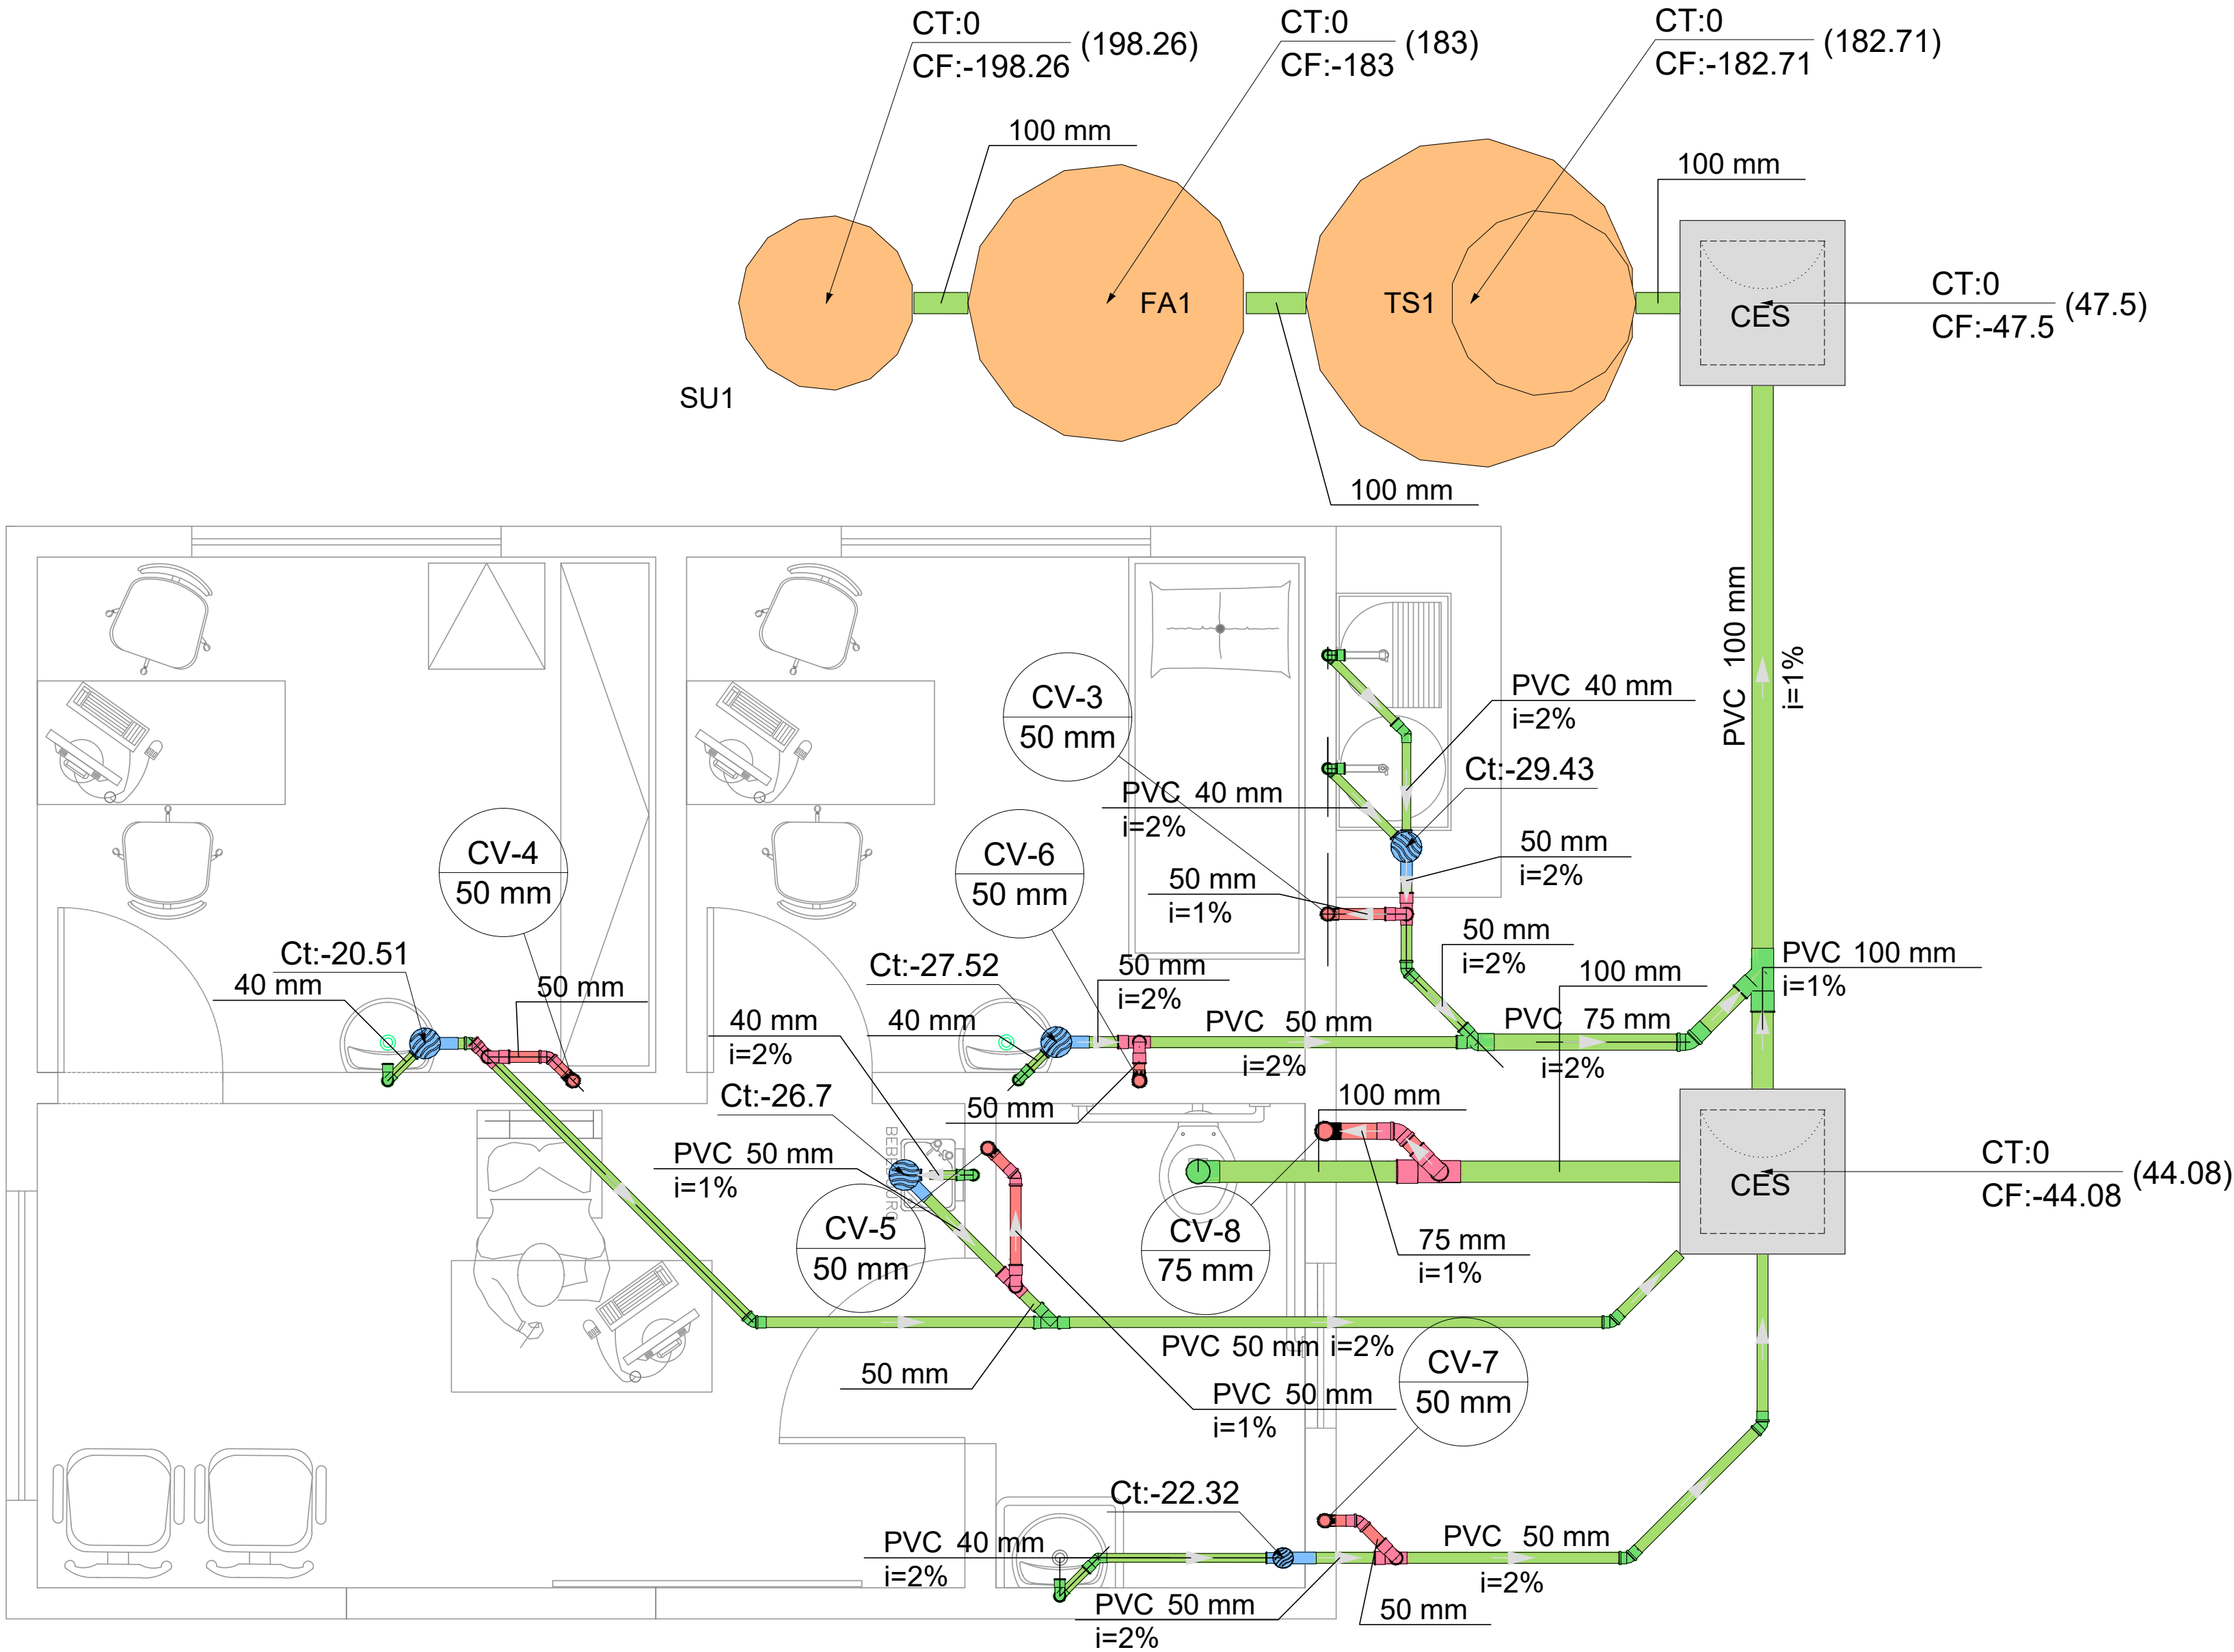 CT:0
CF:-198.26
(198.26)
CT:0
CF:-183
(183)
CT:0
CF:-182.71
(182.71)
100 mm
100 mm
FA1
TS1
CES
CT:0
CF:-47.5
(47.5)
SU1
100 mm
PVC 100 mm
i=1%
CV-3
50 mm
PVC 40 mm
i=2%
Ct:-29.43
PVC 40 mm
i=2%
CV-4
50 mm
CV-6
50 mm
50 mm
i=2%
50 mm
i=1%
50 mm
i=2%
Ct:-20.51
40 mm
50 mm
Ct:-27.52
50 mm
i=2%
100 mm
PVC 100 mm
i=1%
40 mm
i=2%
40 mm
PVC 50 mm
i=2%
PVC 75 mm
i=2%
Ct:-26.7
50 mm
100 mm
PVC 50 mm
i=1%
CES
CT:0
CF:-44.08
(44.08)
CV-5
50 mm
CV-8
75 mm
75 mm
i=1%
PVC 50 mm i=2%
50 mm
CV-7
50 mm
PVC 50 mm
i=1%
Ct:-22.32
PVC 40 mm
i=2%
PVC 50 mm
i=2%
PVC 50 mm
i=2%
50 mm